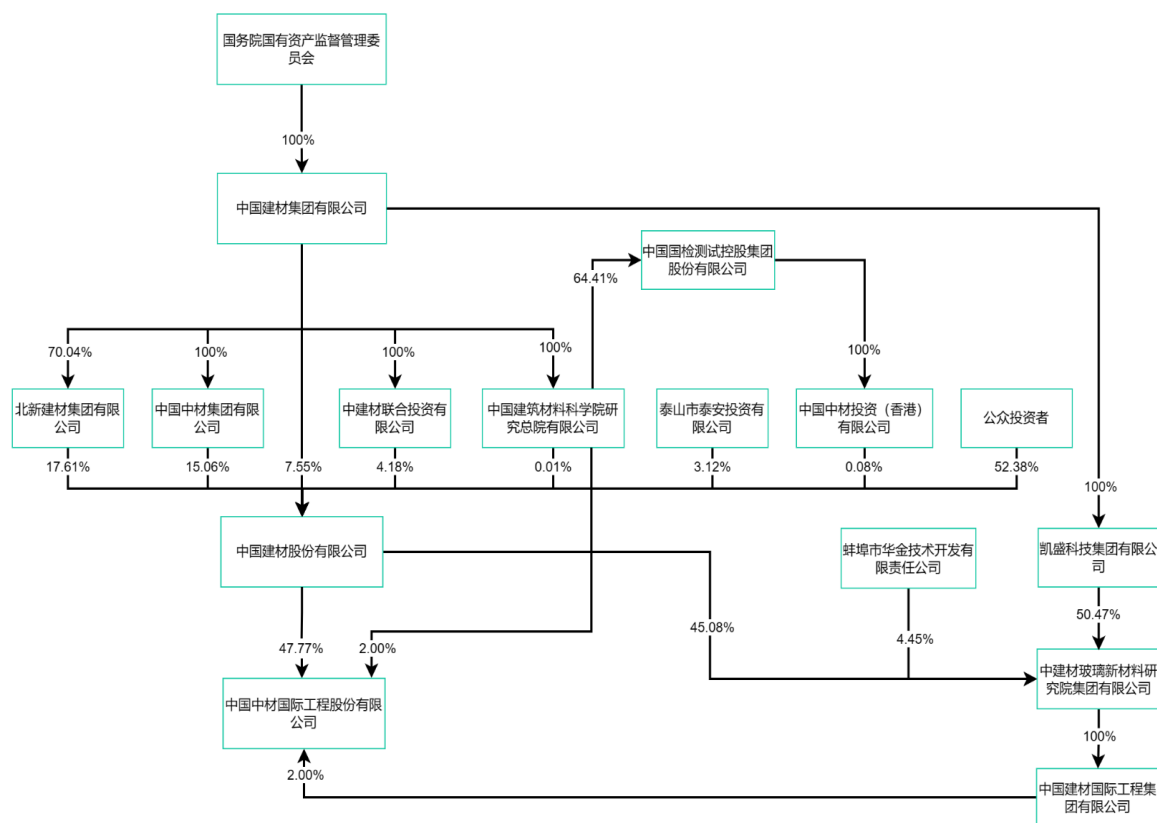 国务院国有资产监督管理委
员会
100%
中国建材集团有限公司
中国国检测试控股集团
股份有限公司
64.41%
70.04%
100%
100%
100%
100%
北新建材集团有限
公司
中国中材集团有限
公司
中建材联合投资有
限公司
中国建筑材料科学院研
究总院有限公司
泰山市泰安投资有
限公司
中国中材投资（香港）
有限公司
公众投资者
17.61%
15.06%
7.55%
4.18%
0.01%
3.12%
0.08%
52.38%
100%
中国建材股份有限公司
蚌埠市华金技术开发有
限责任公司
凯盛科技集团有限公
司
47.77%
2.00%
45.08%
4.45%
50.47%
中国中材国际工程股份有限
公司
中建材玻璃新材料研
究院集团有限公司
100%
2.00%
中国建材国际工程集
团有限公司